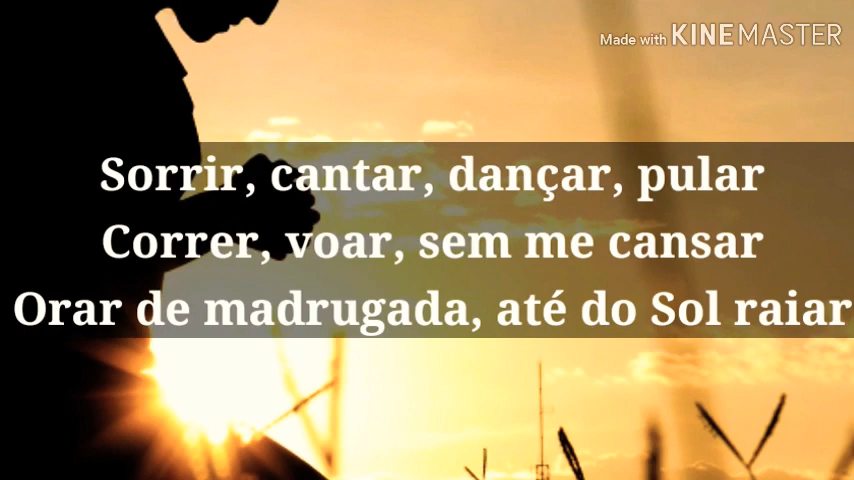 Made with KINEMASTER
Sorrir, cantar, dançar, pular
Correr, voar, sem me cansar
Orar de madrugada, até do Sol raiar